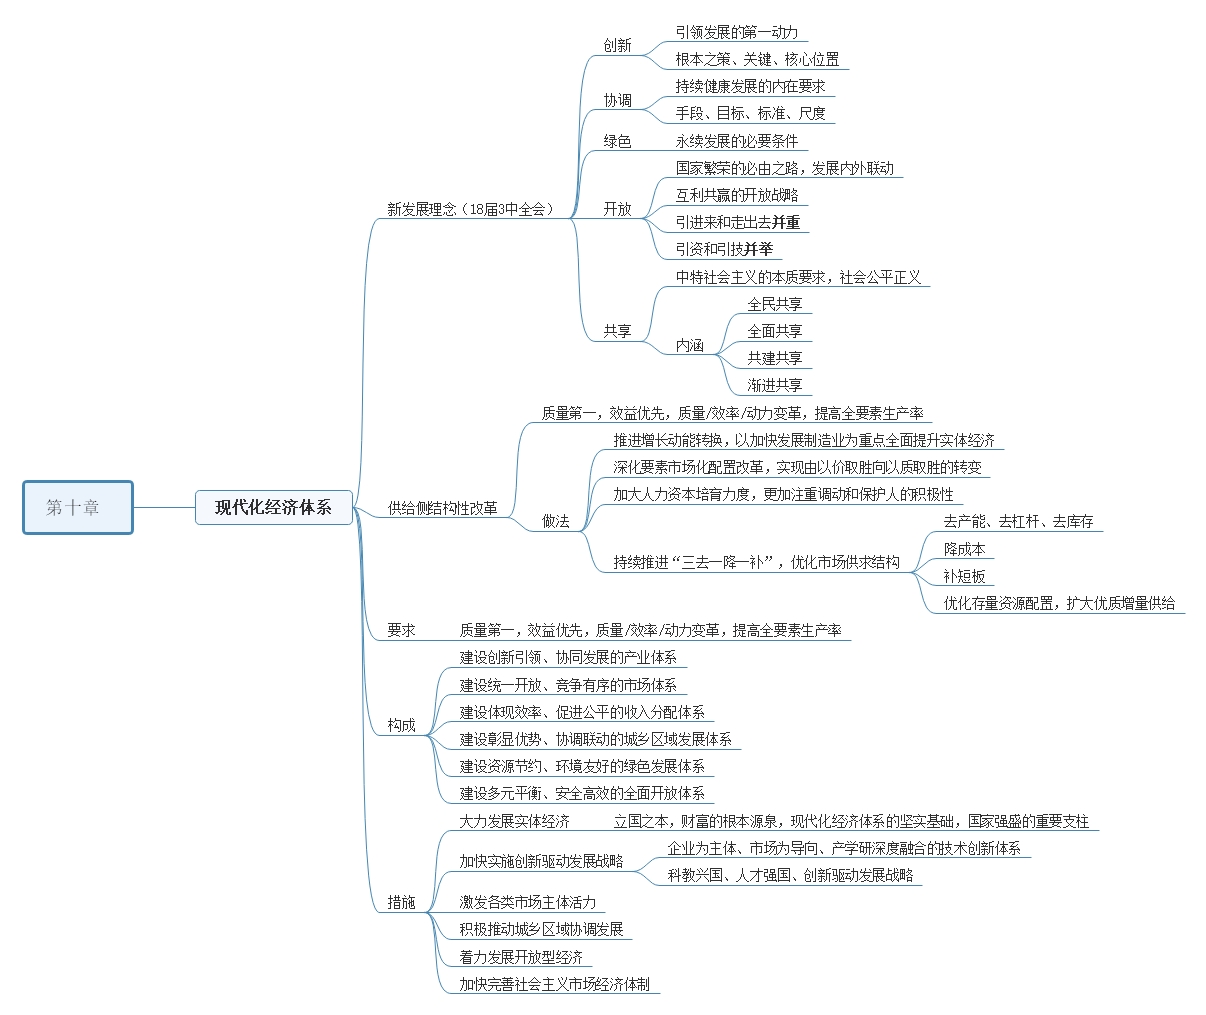 第十章
现代化经济体系
新发展理念（18届3中全会）
创新
引领发展的第一动力
根本之策、关键、核心位置
协调
持续健康发展的内在要求
手段、目标、标准、尺度
绿色
永续发展的必要条件
开放
国家繁荣的必由之路，发展内外联动
互利共赢的开放战略
引进来和走出去并重
引资和引技并举
共享
中特社会主义的本质要求，社会公平正义
内涵
全民共享
全面共享
共建共享
渐进共享
供给侧结构性改革
质量第一，效益优先，质量/效率/动力变革，提高全要素生产率
做法
推进增长动能转换，以加快发展制造业为重点全面提升实体经济
深化要素市场化配置改革，实现由以价取胜向以质取胜的转变
加大人力资本培育力度，更加注重调动和保护人的积极性
持续推进“三去一降一补”，优化市场供求结构
去产能、去杠杆、去库存
降成本
补短板
优化存量资源配置，扩大优质增量供给
要求
质量第一，效益优先，质量/效率/动力变革，提高全要素生产率
构成
建设创新引领、协同发展的产业体系
建设统一开放、竞争有序的市场体系
建设体现效率、促进公平的收入分配体系
建设彰显优势、协调联动的城乡区域发展体系
建设资源节约、环境友好的绿色发展体系
建设多元平衡、安全高效的全面开放体系
措施
大力发展实体经济
立国之本，财富的根本源泉，现代化经济体系的坚实基础，国家强盛的重要支柱
加快实施创新驱动发展战略
企业为主体、市场为导向、产学研深度融合的技术创新体系
科教兴国、人才强国、创新驱动发展战略
激发各类市场主体活力
积极推动城乡区域协调发展
着力发展开放型经济
加快完善社会主义市场经济体制